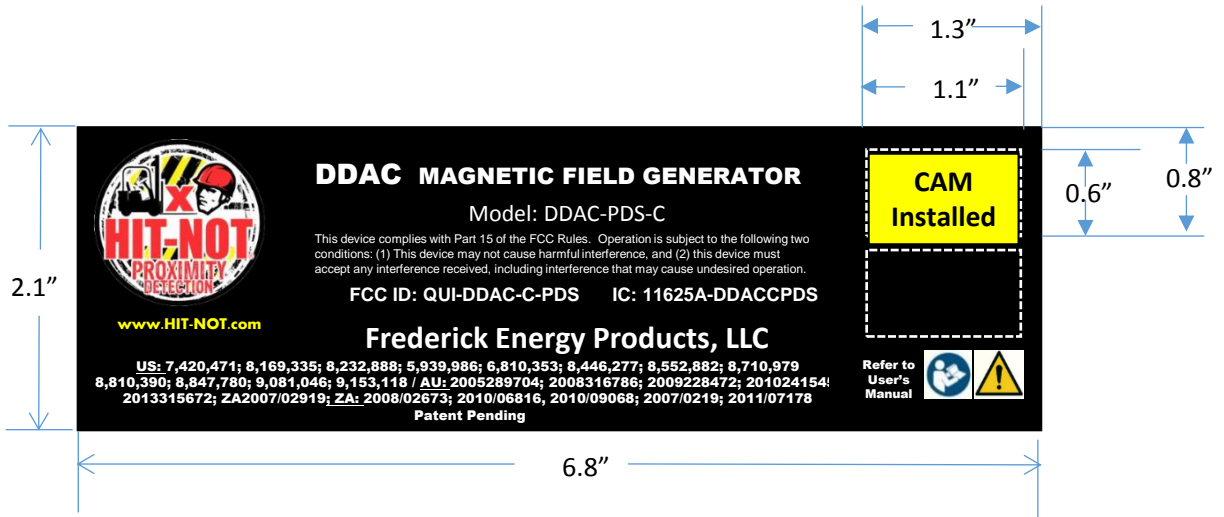 1.3”
1.1”
2.1”
0.6”
0.8”
X
HIT-NOT
PROXIMITY
DETECTION
www.HIT-NOT.com
DDAC MAGNETIC FIELD GENERATOR
Model: DDAC-PDS-C
This device complies with Part 15 of the FCC Rules. Operation is subject to the following two
conditions: (1) This device may not cause harmful interference, and (2) this device must
accept any interference received, including interference that may cause undesired operation.
FCC ID: QUI-DDAC-C-PDS IC: 11625A-DDACCPDS
Frederick Energy Products, LLC
US: 7,420,471; 8,169,335; 8,232,888; 5,939,986; 6,810,353; 8,446,277; 8,552,882; 8,710,979
8,810,390; 8,847,780; 9,081,046; 9,153,118 / AU: 2005289704; 2008316786; 2009228472;
2013315672; ZA2007/02919; ZA: 2008/02673; 2010/06816, 2010/09068; 2007/0219; 2011/07178
Patent Pending
CAM
Installed
Refer to
User’s
Manual
6.8”